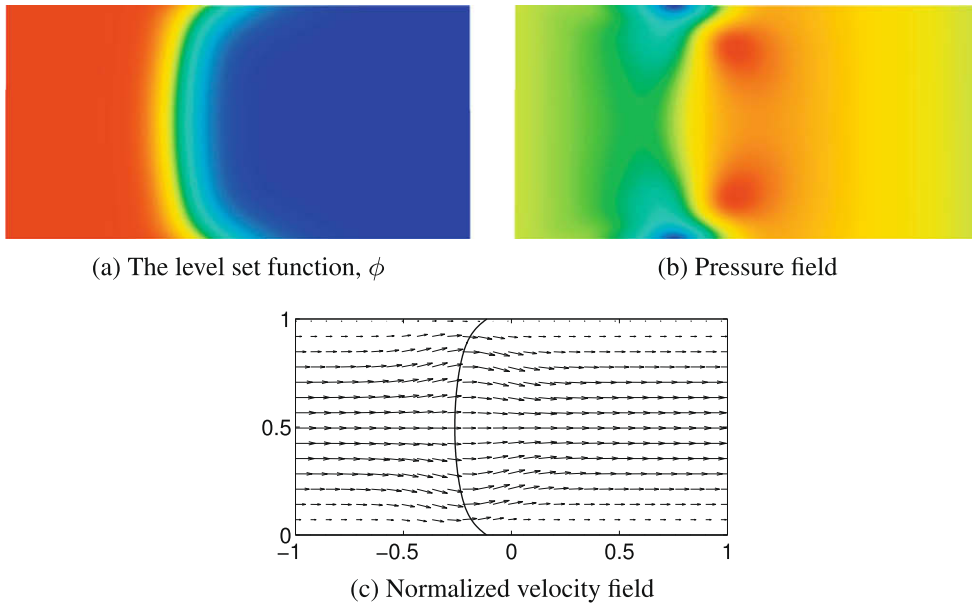 (a) The level set function, ϕ
(b) Pressure field
1
0.5
0
−1 −0.5 0 0.5 1
(c) Normalized velocity field